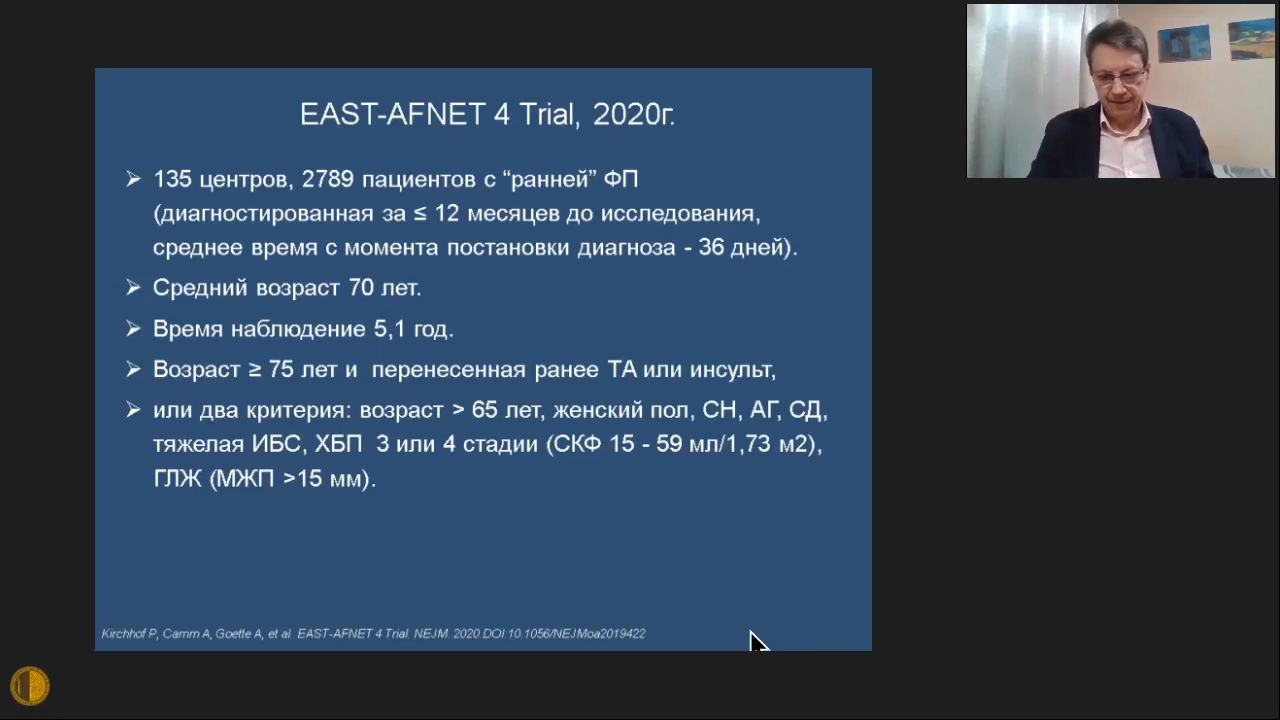 EAST-AFNET 4 Trial, 2020г.
135 центров, 2789 пациентов с “ранней” ФП
(диагностированная за ≤ 12 месяцев до исследования,
среднее время с момента постановки диагноза - 36 дней).
Средний возраст 70 лет.
Время наблюдение 5,1 год.
Возраст ≥ 75 лет и перенесенная ранее ТА или инсульт,
или два критерия: возраст > 65 лет, женский пол, СН, АГ, СД,
тяжелая ИБС, ХБП 3 или 4 стадии (СКФ 15 - 59 мл/1,73 м2),
ГЛЖ (МЖП >15 мм).
Kirchhof P, Camm A, Goette A, et al. EAST-AFNET 4 Trial. NEJM. 2020.DOI:10.1056/NEJMoa2019422